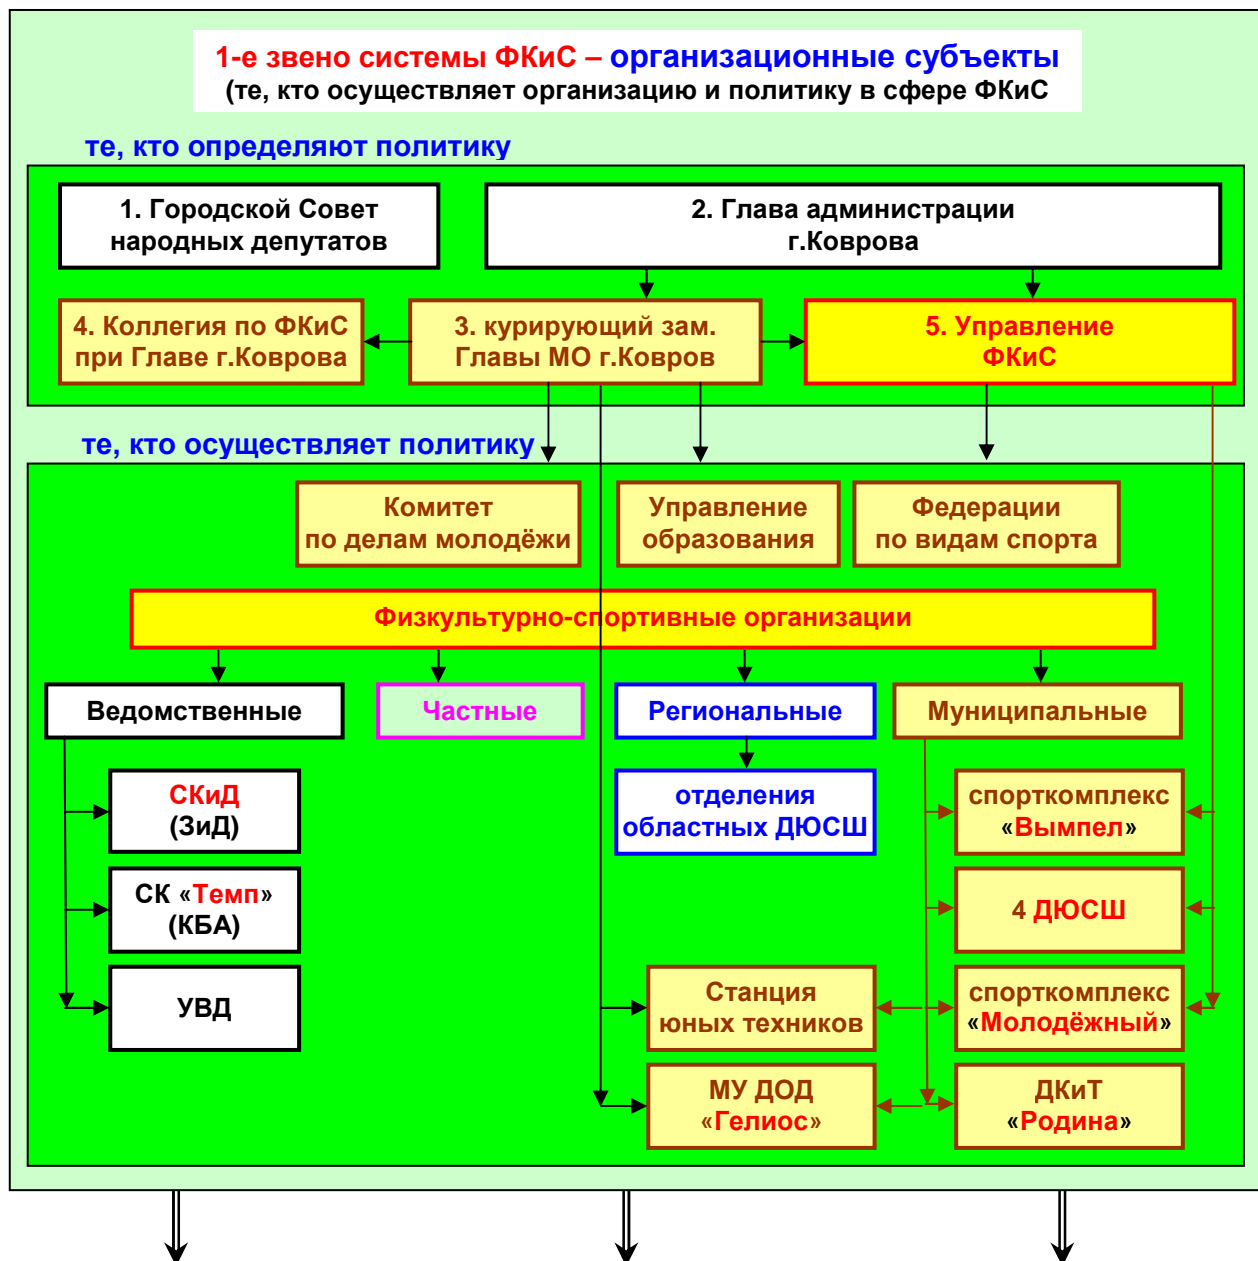 1-е звено системы ФКиС – организационные субъекты
(те, кто осуществляет организацию и политику в сфере ФКиС
те, кто определяют политику
1. Городской Совет
народных депутатов
2. Глава администрации
г.Коврова
4. Коллегия по ФКиС
при Главе г.Коврова
3. курирующий зам.
Главы МО г.Ковров
5. Управление
ФКиС
те, кто осуществляет политику
Комитет
по делам молодёжи
Управление
образования
Федерации
по видам спорта
Физкультурно-спортивные организации
Ведомственные
Частные
Региональные
Муниципальные
СКиД
(ЗиД)
отделения
областных ДЮСШ
спорткомплекс
«Вымпел»
СК «Темп»
(КБА)
4 ДЮСШ
УВД
Станция
юных техников
спорткомплекс
«Молодёжный»
МУ ДОД
«Гелиос»
ДКиТ
«Родина»